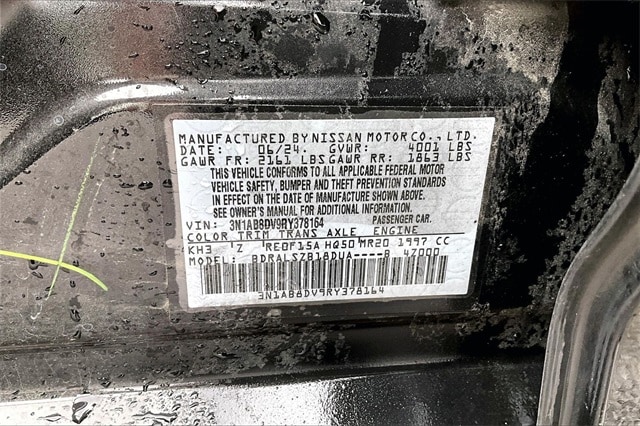 MANUFACTURED BY NISSAN MOTOR CO., LTD.
DATE: 06/24. GVWR: 4001 LBS
GAWR FR: 2161 LBS GAWR RR: 1863 LBS
THIS VEHICLE CONFORMS TO ALL APPLICABLE FEDERAL MOTOR
VEHICLE SAFETY, BUMPER AND THEFT PREVENTION STANDARDS
IN EFFECT ON THE DATE OF MANUFACTURE SHOWN ABOVE.
SEE OWNER'S MANUAL FOR ADDITIONAL INFORMATION.
VIN: 3N1AB8DV9RY378164 PASSENGER CAR.
COLOR TRIM TRANS AXLE ENGINE
KH3 Z RE0F15A HQ50 MR20 1997 CC
MODEL: BDRALSZB18DUA----B 4Z000
3N1AB8DV9RY378164